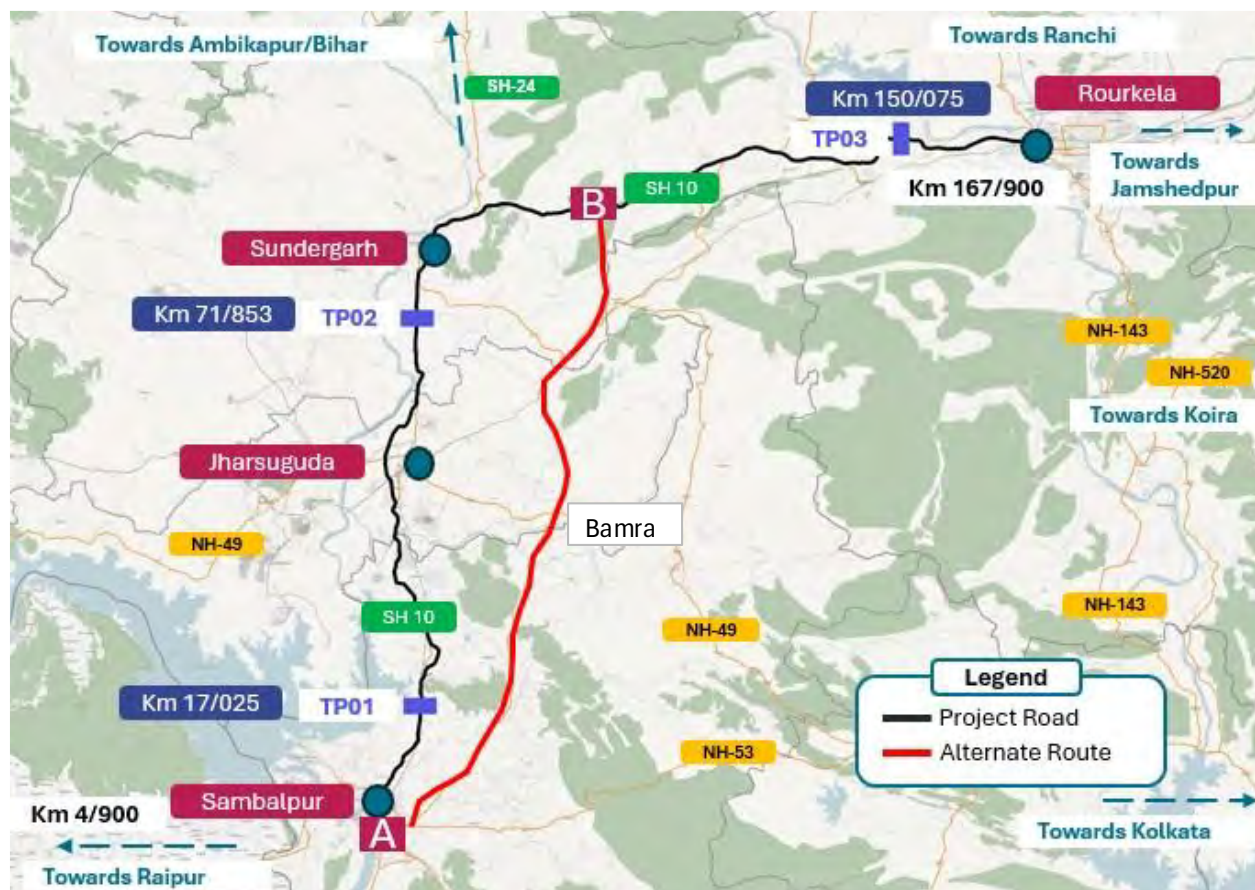 Towards Ambikapur/Bihar
Towards Ranchi
SH-24
Km 150/075
Rourkela
TP03
Towards
Jamshedpur
Km 167/900
B
SH 10
Sundergarh
Km 71/853
TP02
NH-143
NH-520
Towards Koira
Jharsuguda
Bamra
NH-49
SH 10
NH-143
NH-49
Km 17/025
TP01
Legend
Project Road
Alternate Route
NH-53
Sambalpur
Km 4/900
A
Towards Kolkata
Towards Raipur